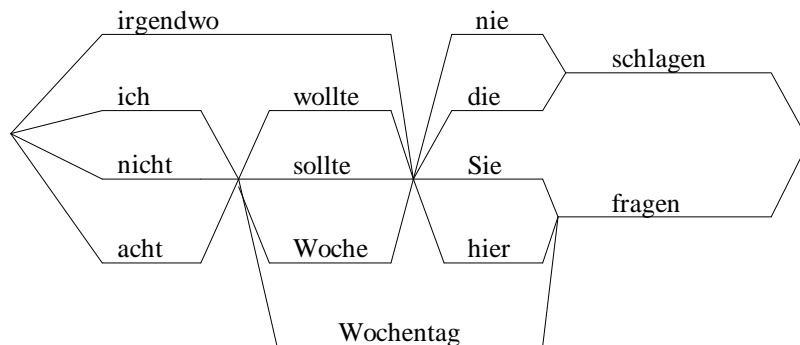 irgendwo nie
schlagen
ich wollte die
nicht sollte Sie
fragen
acht Woche hier
Wochentag